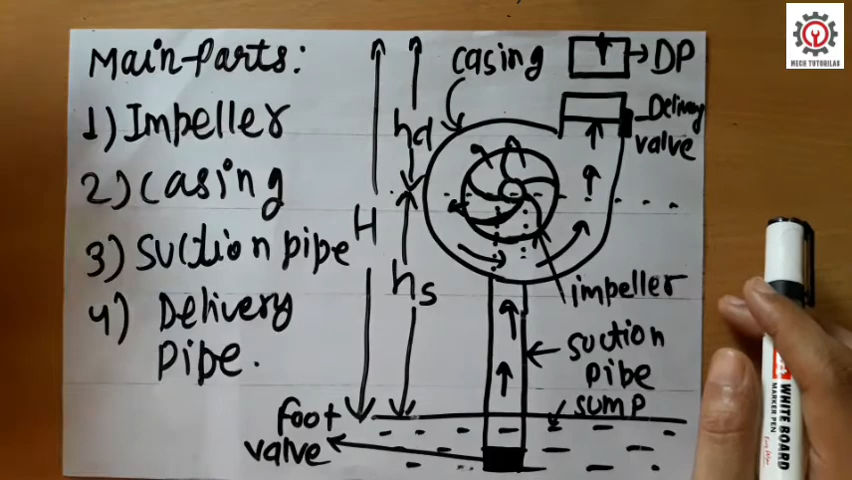 Main-Parts:
1) Impeller
2) Casing
3) Suction pipe
4) Delivery
Pipe.
H
hd
hs
Casing
DP
Delivery
valve
impeller
suction
pipe
sump
foot
valve
MECH TUTORILAB
WHITE BOARD
MARKER PEN